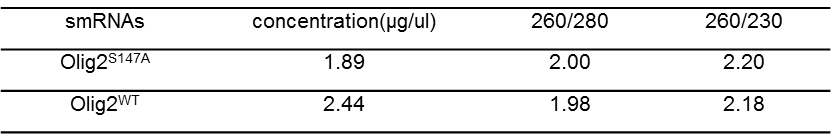 smRNAs concentration(μg/ul) 260/280 260/230
Olig2S147A 1.89 2.00 2.20
Olig2WT 2.44 1.98 2.18